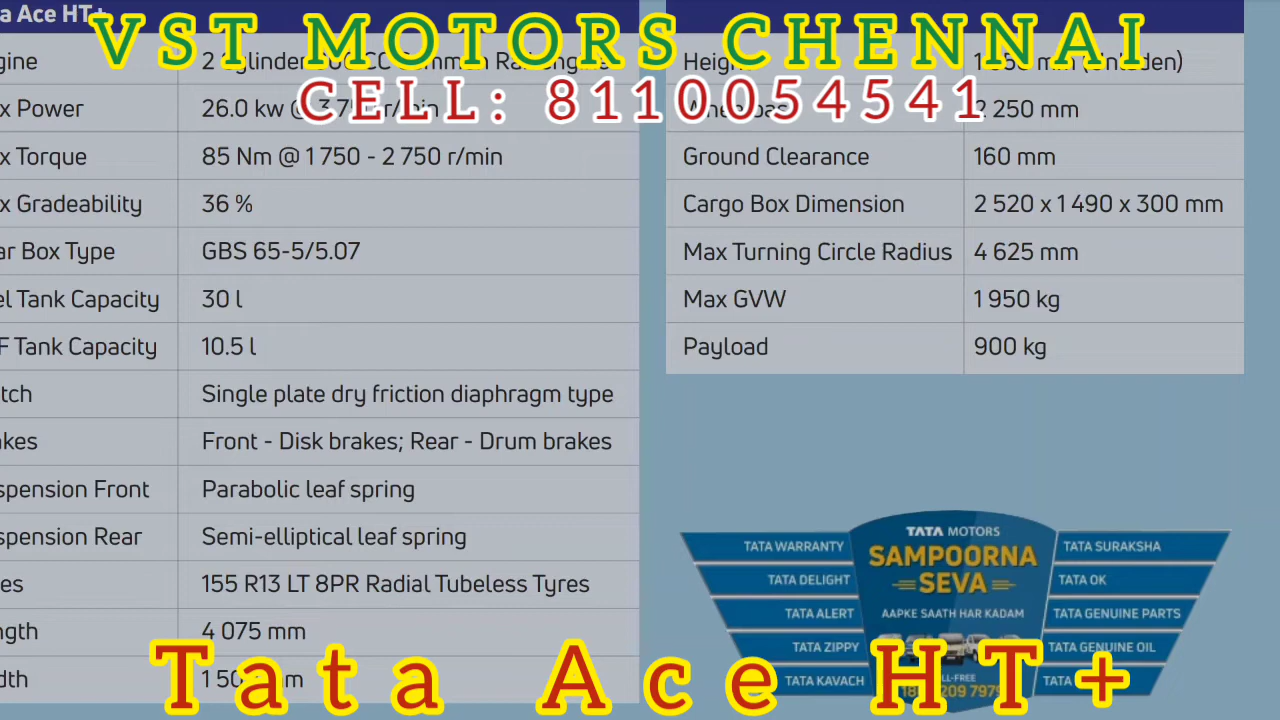 a Ace HT+
VST MOTORS CHENNAI
CELL: 8110054541
gine
x Power 26.0 kw @
x Torque 85 Nm @ 1 750 - 2 750 r/min
x Gradeability 36 %
ar Box Type GBS 65-5/5.07
el Tank Capacity 30 l
F Tank Capacity 10.5 l
tch Single plate dry friction diaphragm type
akes Front - Disk brakes; Rear - Drum brakes
spension Front Parabolic leaf spring
spension Rear Semi-elliptical leaf spring
es 155 R13 LT 8PR Radial Tubeless Tyres
ngth 4 075 mm
dth
2 250 mm
Ground Clearance 160 mm
Cargo Box Dimension 2 520 x 1 490 x 300 mm
Max Turning Circle Radius 4 625 mm
Max GVW 1 950 kg
Payload 900 kg
TATA MOTORS
SAMPOORNA
SEVA
AAPKE SAATH HAR KADAM
TATA WARRANTY
TATA DELIGHT
TATA ALERT
TATA ZIPPY
TATA KAVACH
TATA SURAKSHA
TATA OK
TATA GENUINE PARTS
TATA GENUINE OIL
TATA
Tata Ace HT+